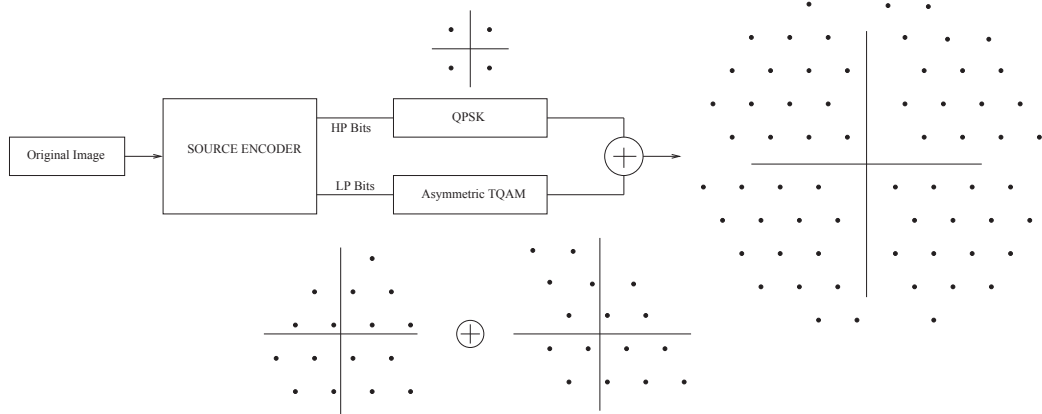 QPSK
HP Bits
Original Image
SOURCE ENCODER
LP Bits
Asymmetric TQAM